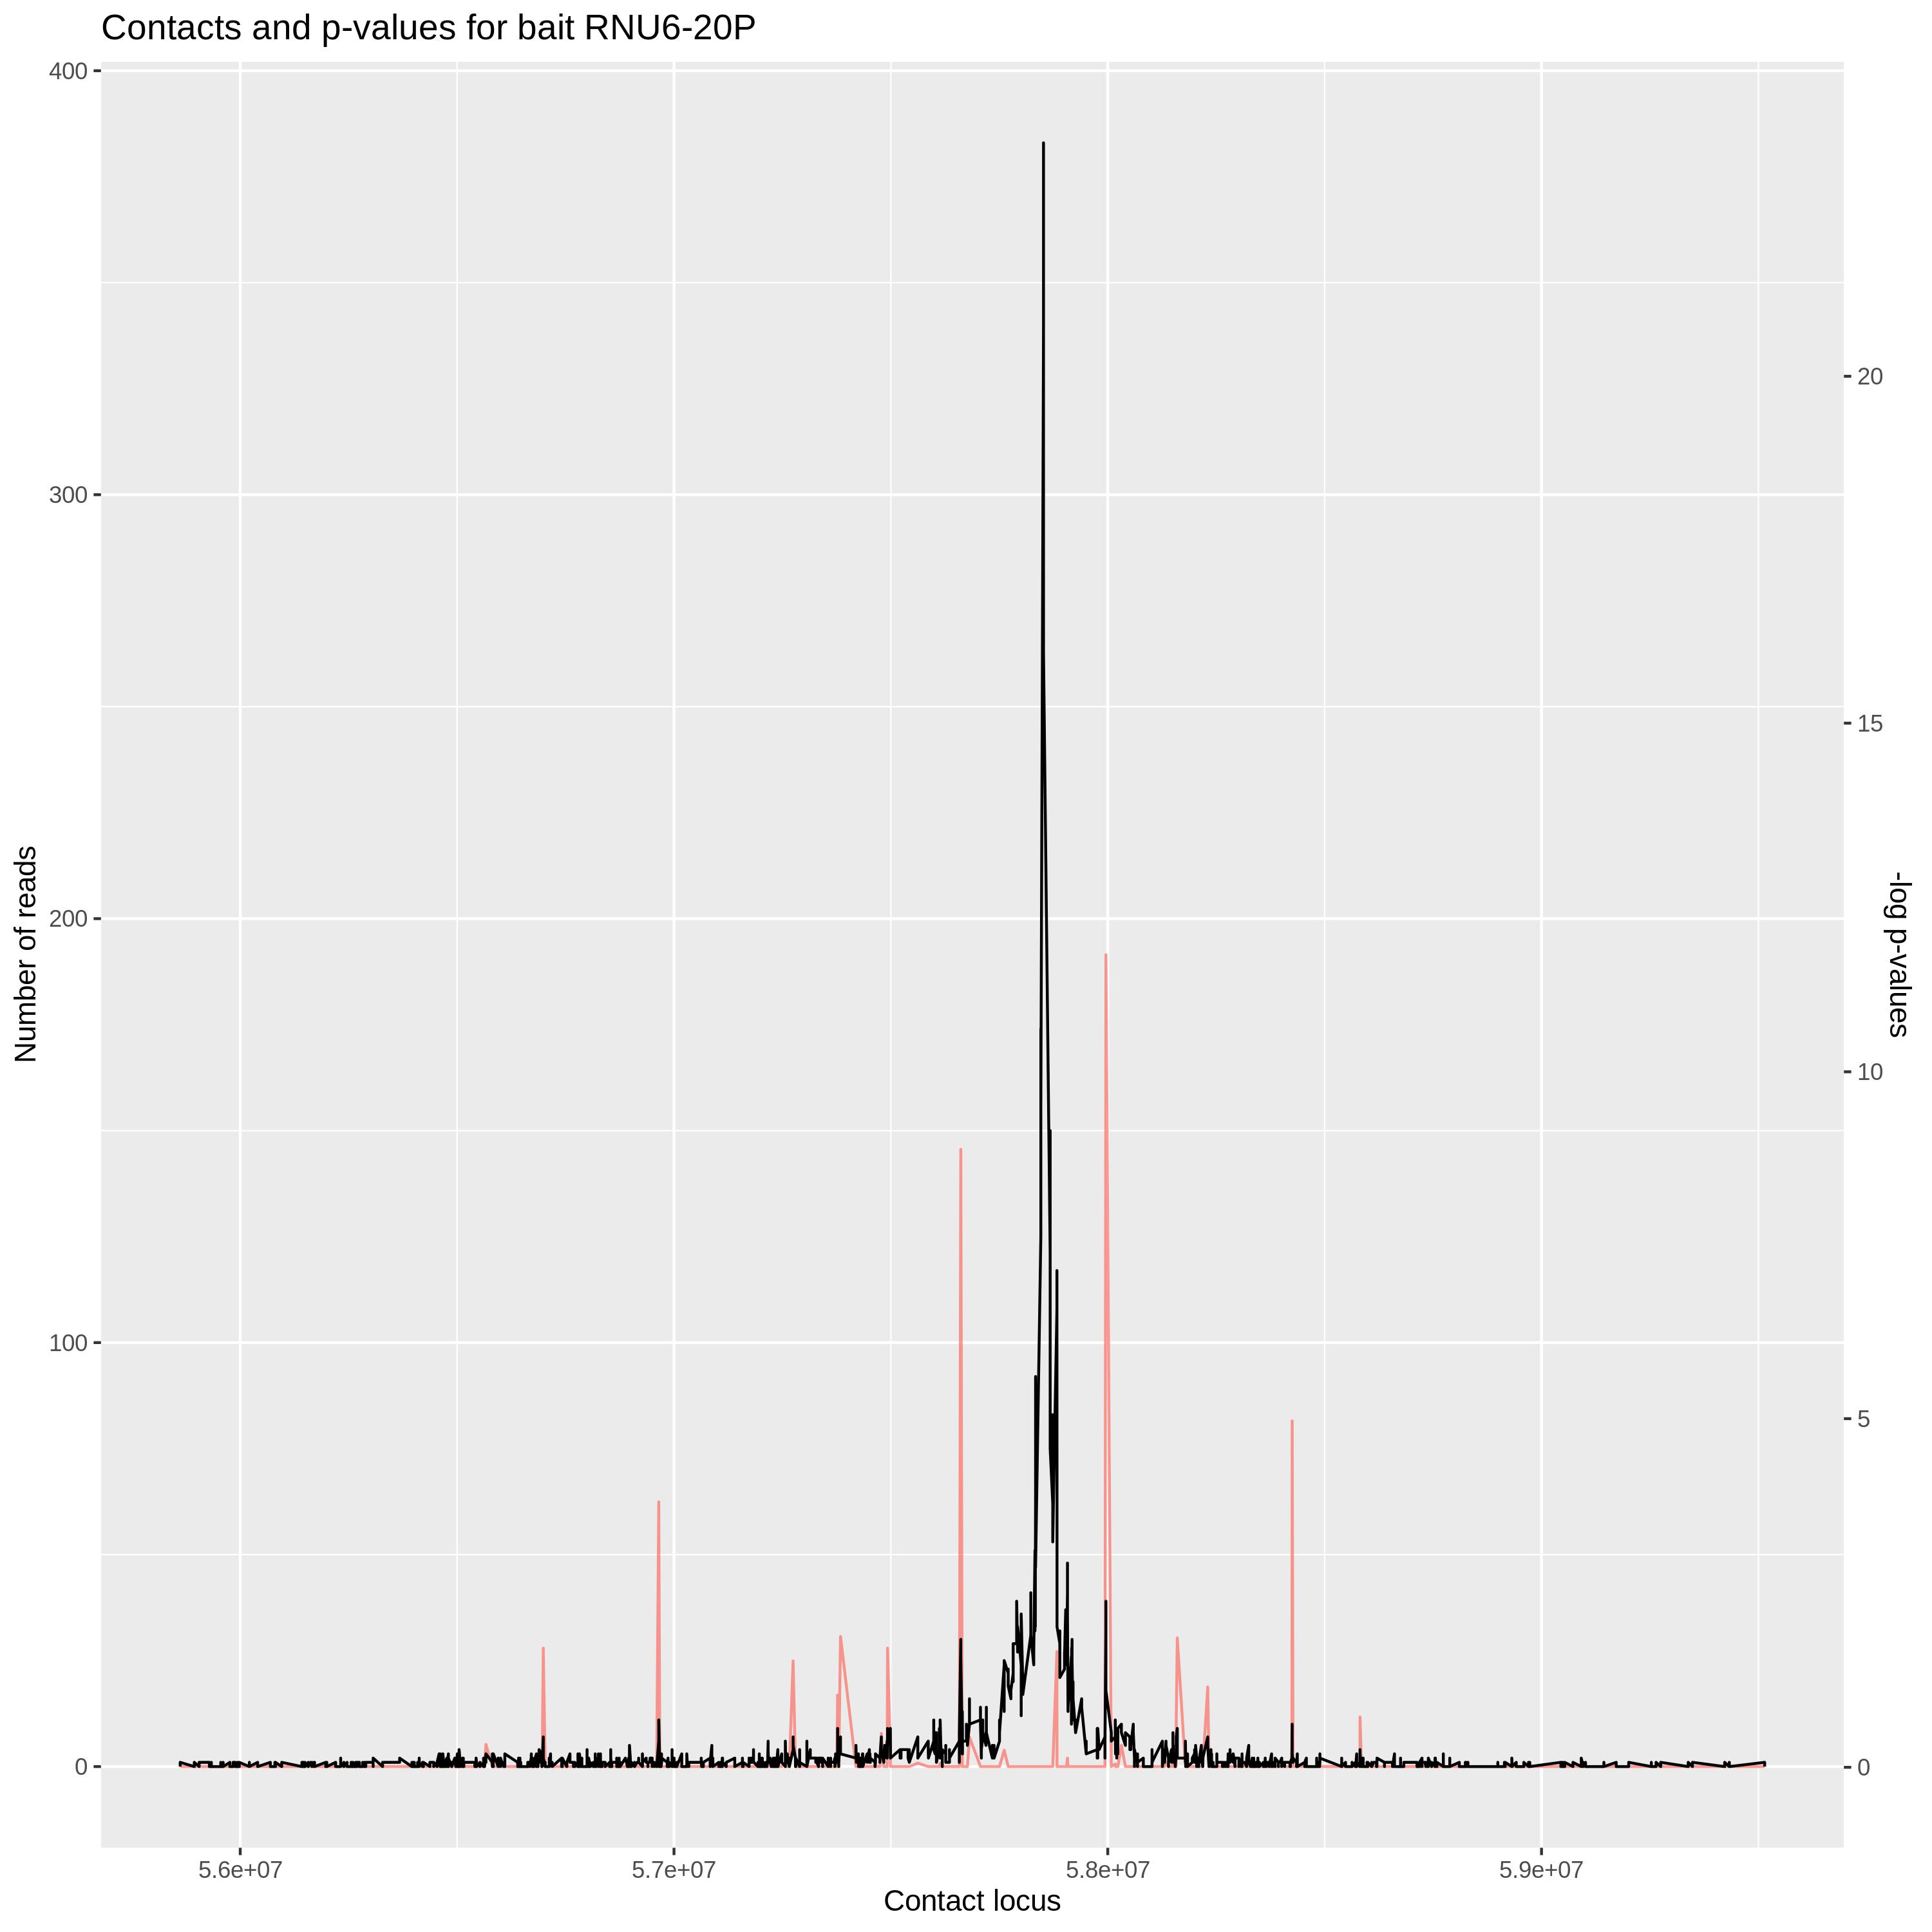 Contacts and p-values for bait RNU6-20P
400
300
200
100
0
Number of reads
20
15
10
5
0
-log p-values
5.6e+07
5.7e+07
5.8e+07
5.9e+07
Contact locus